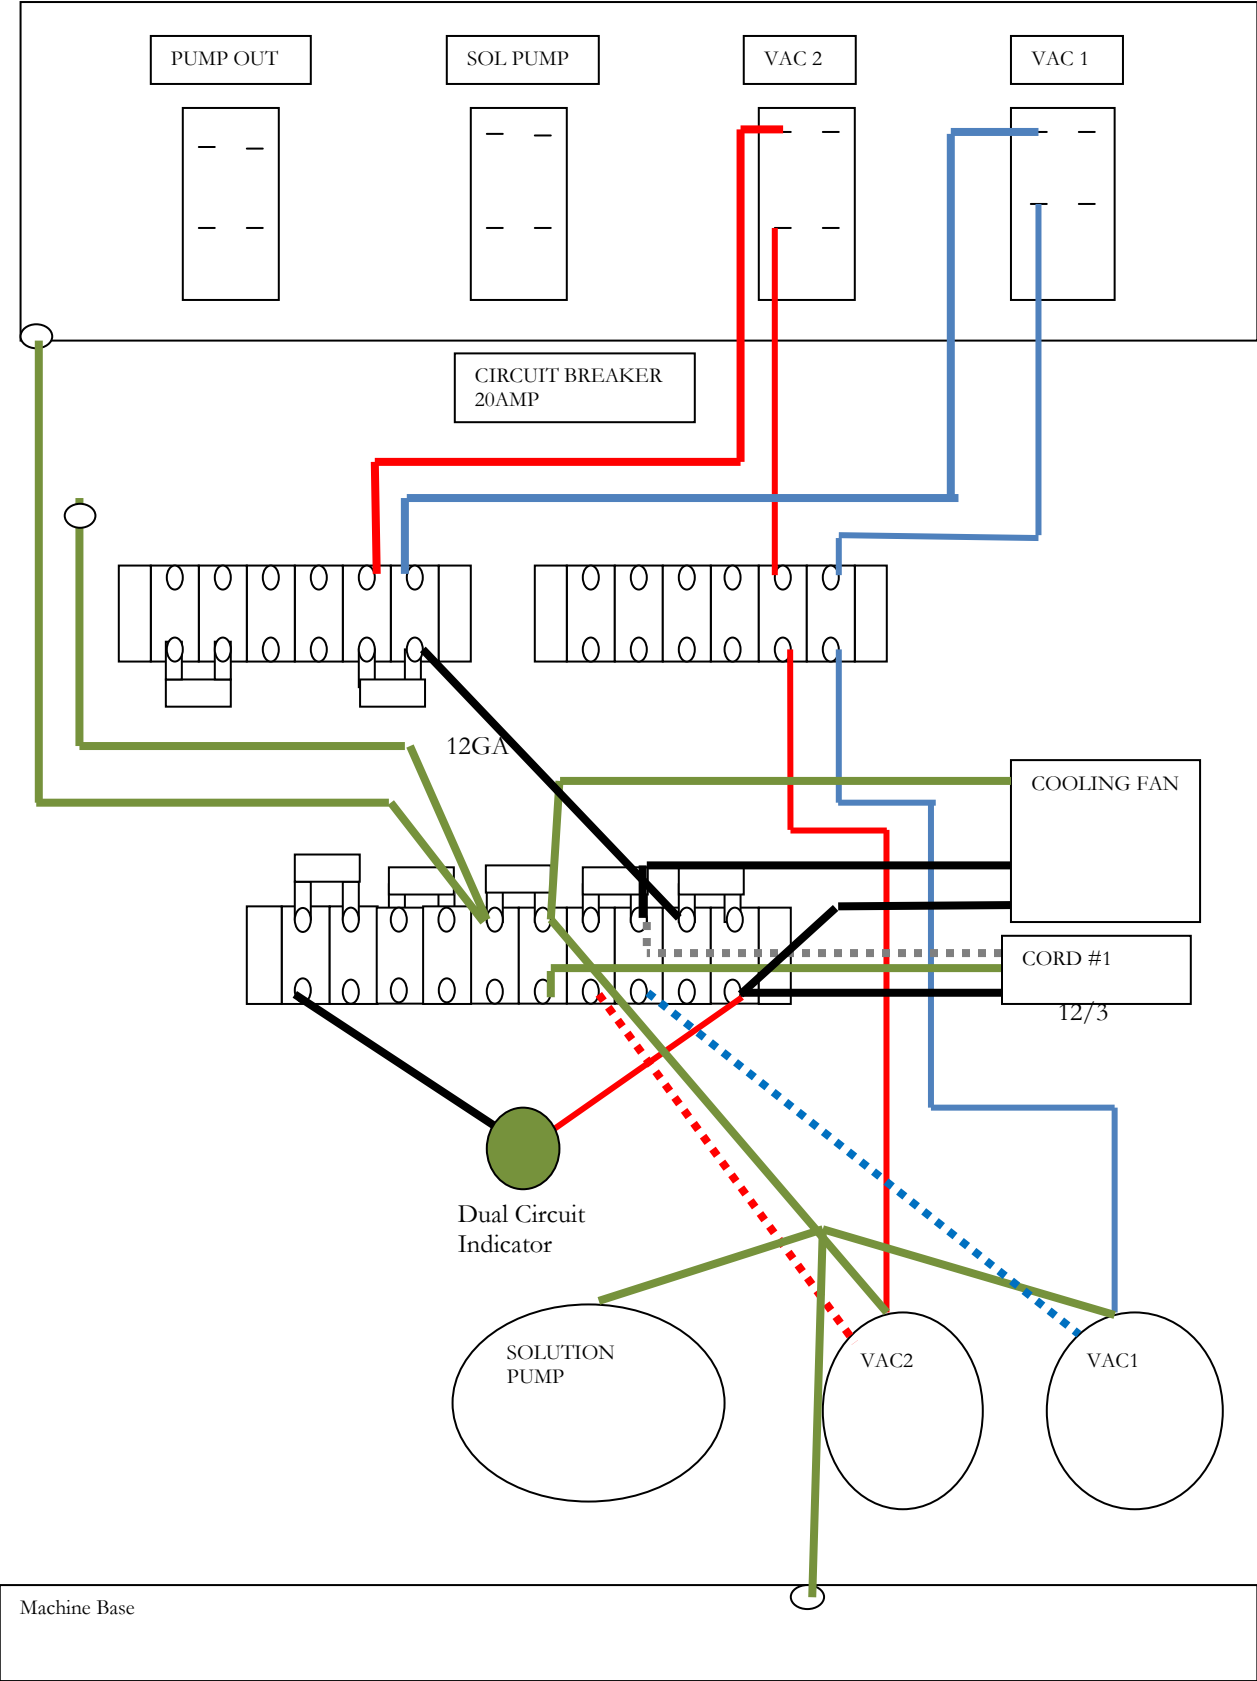 PUMP OUT
SOL PUMP
VAC 2
VAC 1
CIRCUIT BREAKER
20AMP
12GA
COOLING FAN
CORD #1
12/3
Dual Circuit
Indicator
SOLUTION
PUMP
VAC2
VAC1
Machine Base